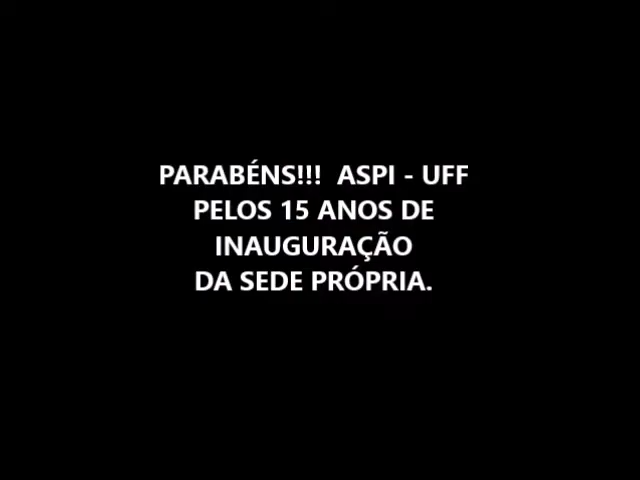 PARABÉNS!!!  ASPI - UFF
PELOS 15 ANOS DE
INAUGURAÇÃO
DA SEDE PRÓPRIA.